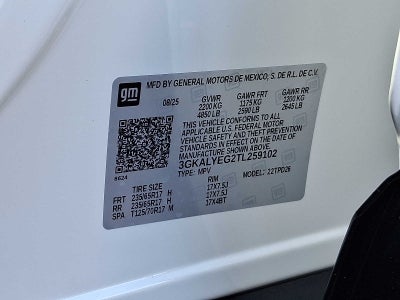 gm
MFD BY GENERAL MOTORS DE MEXICO, S. DE R.L. DE C.V.
08/25 GVWR GAWR FRT GAWR RR
2200 KG 1175 KG 1200 KG
4850 LB 2590 LB 2645 LB
THIS VEHICLE CONFORMS TO ALL
APPLICABLE U.S. FEDERAL MOTOR
VEHICLE SAFETY AND THEFT PREVENTION
STANDARDS IN EFFECT ON THE DATE OF
MANUFACTURE SHOWN ABOVE.
3GKALYEG2TL259102
8624 TYPE: MPV MODEL: 22TPD26
TIRE SIZE RIM
FRT 235/65R17 H 17X7.5J
RR 235/65R17 H 17X7.5J
SPA T125/70R17 M 17X4BT